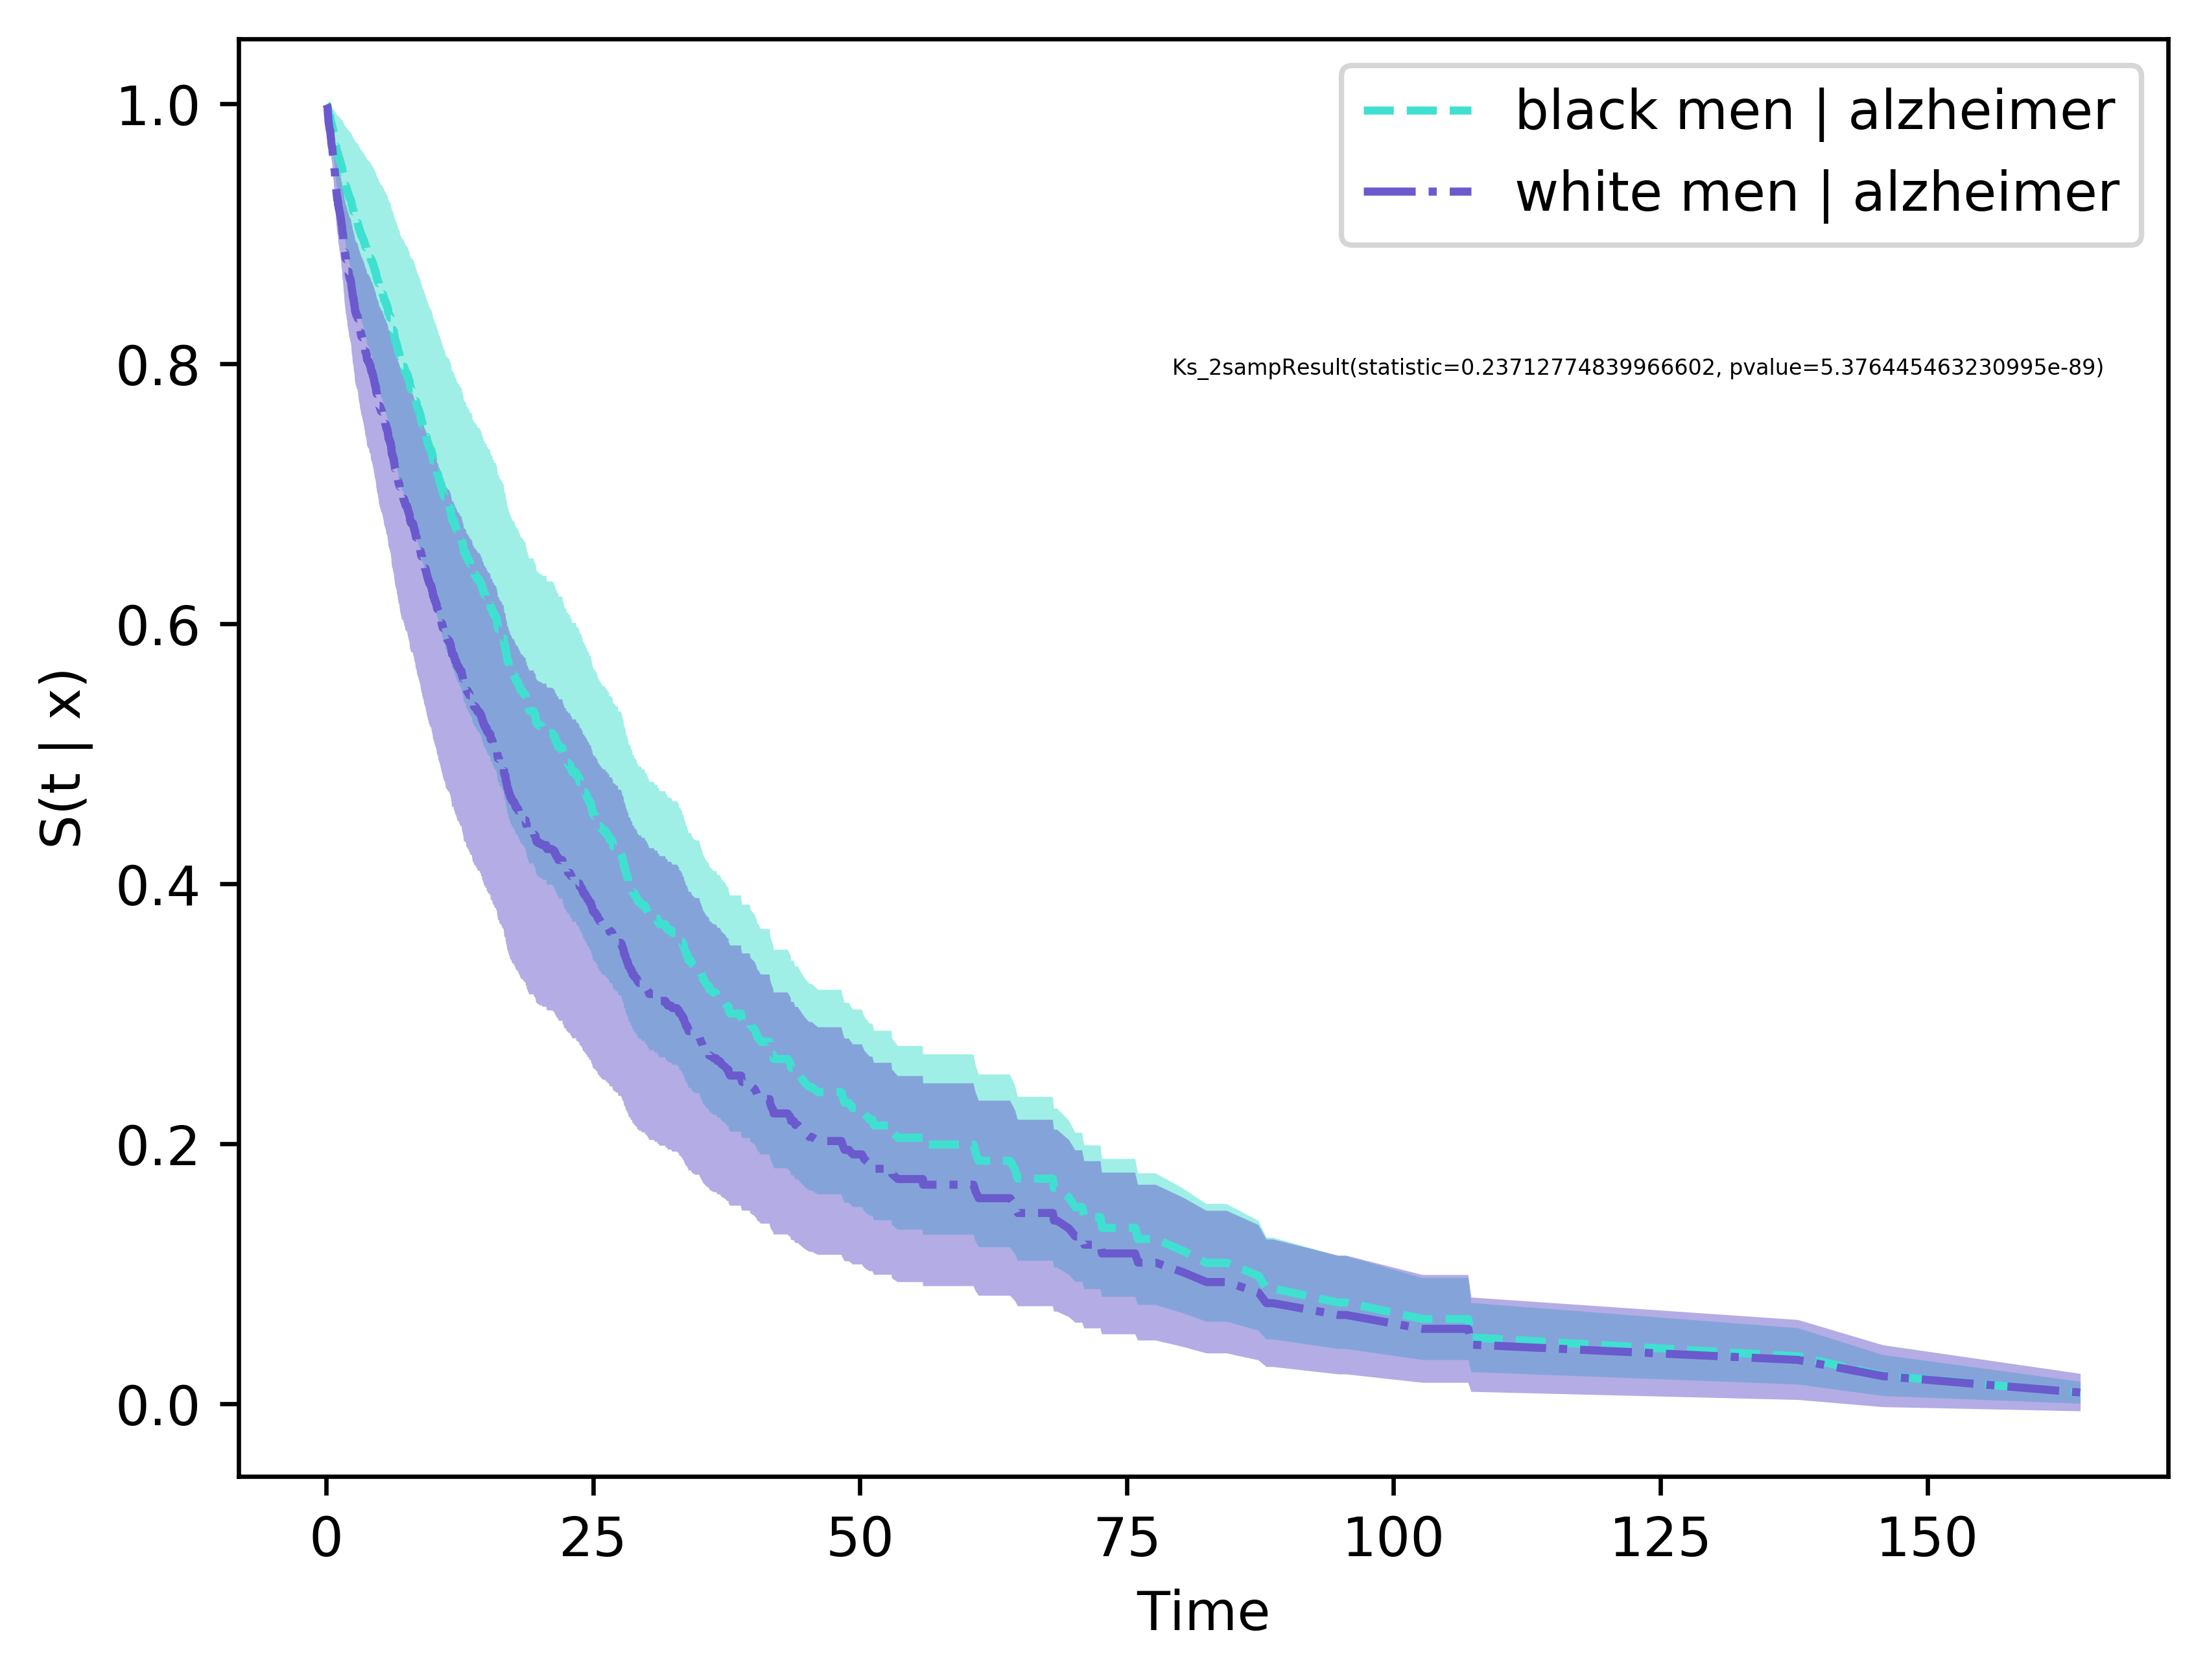 black men | alzheimer
white men | alzheimer
Ks_2sampResult(statistic=0.23712774839966602, pvalue=5.376445463230995e-89)
S(t | x)
1.0
0.8
0.6
0.4
0.2
0.0
0 25 50 75 100 125 150
Time